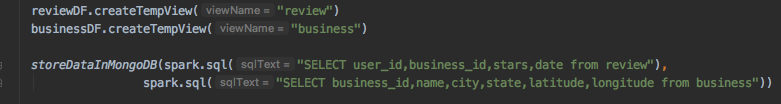 reviewDF.createTempView( viewName = "review")
businessDF.createTempView( viewName = "business")
storeDataInMongoDB(spark.sql( sqlText = "SELECT user_id,business_id,stars,date from review"),
spark.sql( sqlText = "SELECT business_id,name,city,state,latitude,longitude from business"))